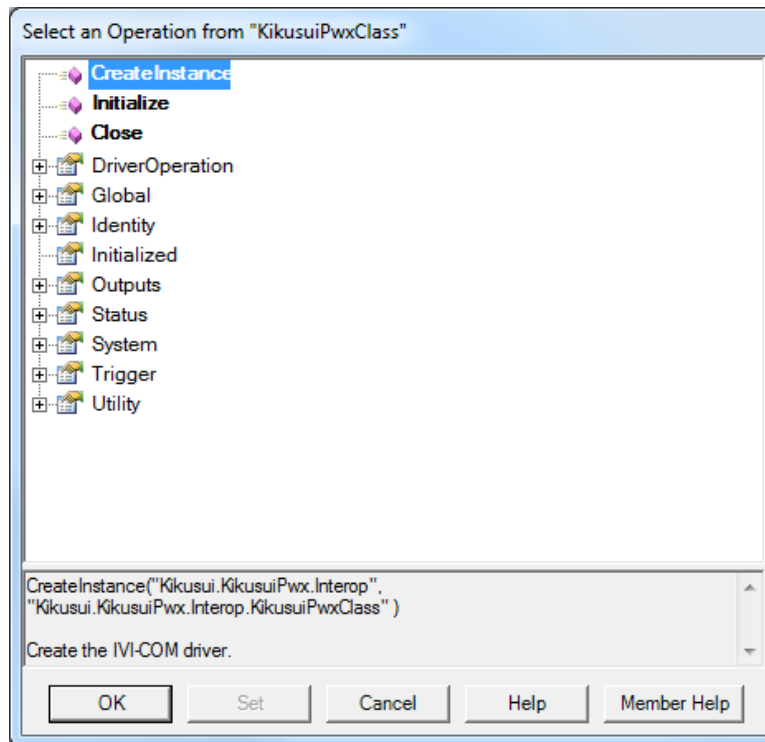 Select an Operation from "KikusuiPwxClass"
CreateInstance
Initialize
Close
DriverOperation
Global
Identity
Initialized
Outputs
Status
System
Trigger
Utility
CreateInstance("Kikusui.KikusuiPwx.Interop",
"Kikusui.KikusuiPwx.Interop.KikusuiPwxClass" )
Create the IVI-COM driver.
OK Set Cancel Help Member Help